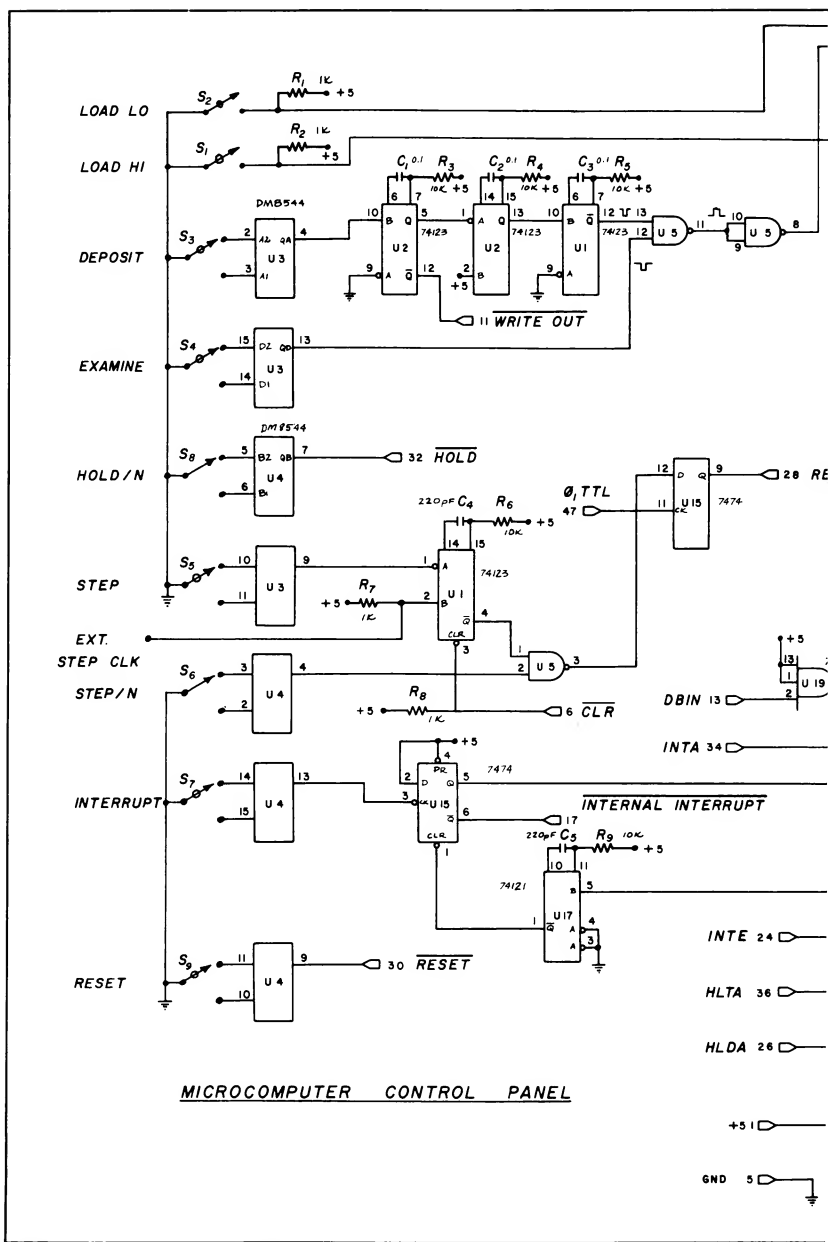 R1 1K +5
S2
LOAD LO
R2 1K +5
S1
LOAD HI
C1 0.1 R3 10K +5
C2 0.1 R4 10K +5
C3 0.1 R5 10K +5
6 7 14 15 6 7
DM8544
S3 2 A2 QA 4
3 A1 U3
DEPOSIT
10 B Q 5 U2 74123 9 A Q 12
1 A Q 13 U2 74123 2 B +5
10 B Q 12 U1 74123 9 A
13 12 U5 11
10 9 U5 8
11 WRITE OUT
S4 15 D2 QD 13
U3
14 D1
EXAMINE
DM8544
S8 5 B2 QB 7 32 HOLD
U4
6 B1
HOLD/N
12 D Q 9 28 RE
Ø1 TTL
47 11 CK U15 7474
220pF C4 R6 10K +5
14 15
S5 10 9 1 A 74123
U3 U1
11
STEP
R7 +5 1K 2 B Q 4
CLR
3
EXT.
STEP CLK
1 2 U5 3
S6 3 4
U4
2
STEP/N
R8 +5 1K 6 CLR
+5
13
1 U19
2
DBIN 13
INTA 34
+5
4
PR
2 D Q 5 7474
S7 14 13 3 CK U15
U4
15
INTERRUPT
Q 6 17
INTERNAL INTERRUPT
CLR
1
220pF C5 R9 10K +5
10 11
74121
B 5
1 Q U17 A 4
A 3
INTE 24
S9 11 9 30 RESET
U4
10
RESET
HLTA 36
HLDA 26
MICROCOMPUTER CONTROL PANEL
+5 1
GND 5